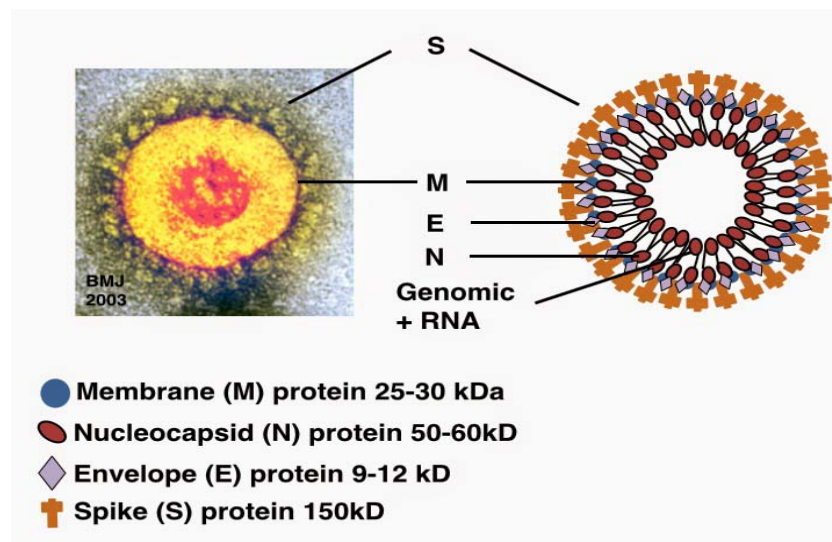 S
M
E
N
Genomic
+ RNA
BMJ
2003
Membrane (M) protein 25-30 kDa
Nucleocapsid (N) protein 50-60kD
Envelope (E) protein 9-12 kD
Spike (S) protein 150kD